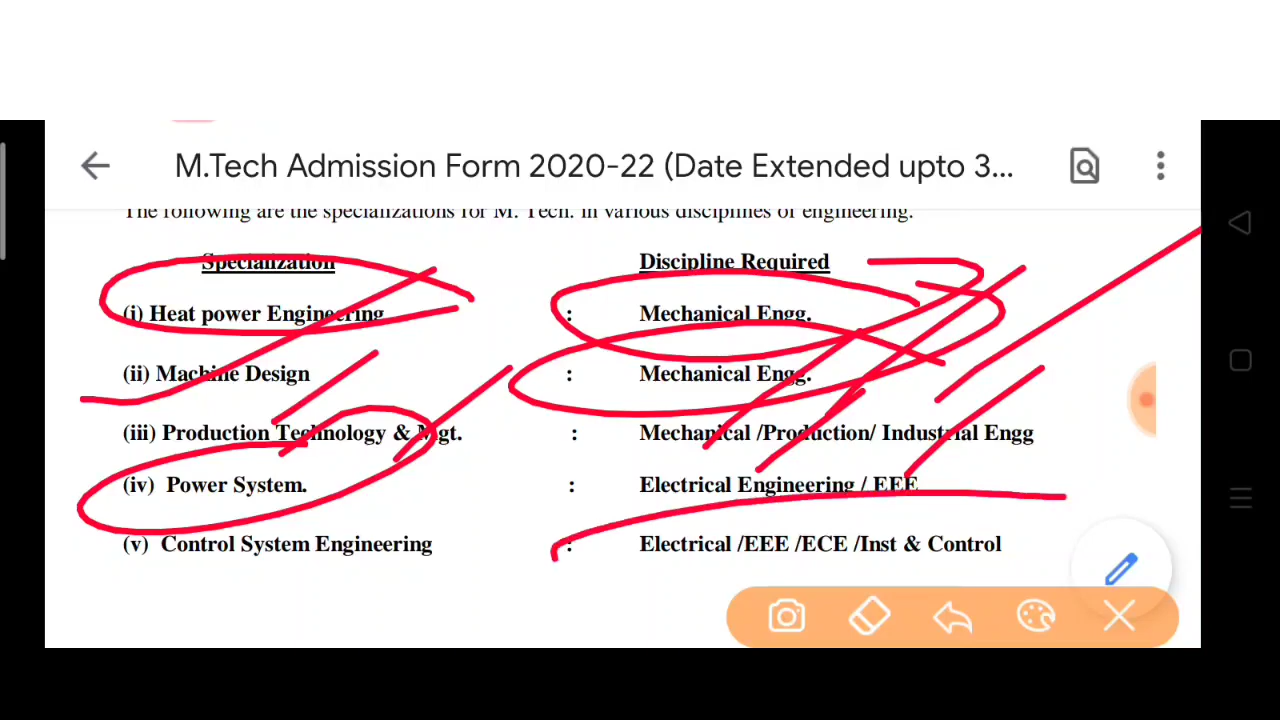 M.Tech Admission Form 2020-22 (Date Extended upto 3...
The following are the specializations for M. Tech. in various disciplines of engineering.
Specialization Discipline Required
(i) Heat power Engineering : Mechanical Engg.
(ii) Machine Design : Mechanical Engg.
(iii) Production Technology & Mgt. : Mechanical /Production/ Industrial Engg
(iv) Power System. : Electrical Engineering / EEE
(v) Control System Engineering : Electrical /EEE /ECE /Inst & Control